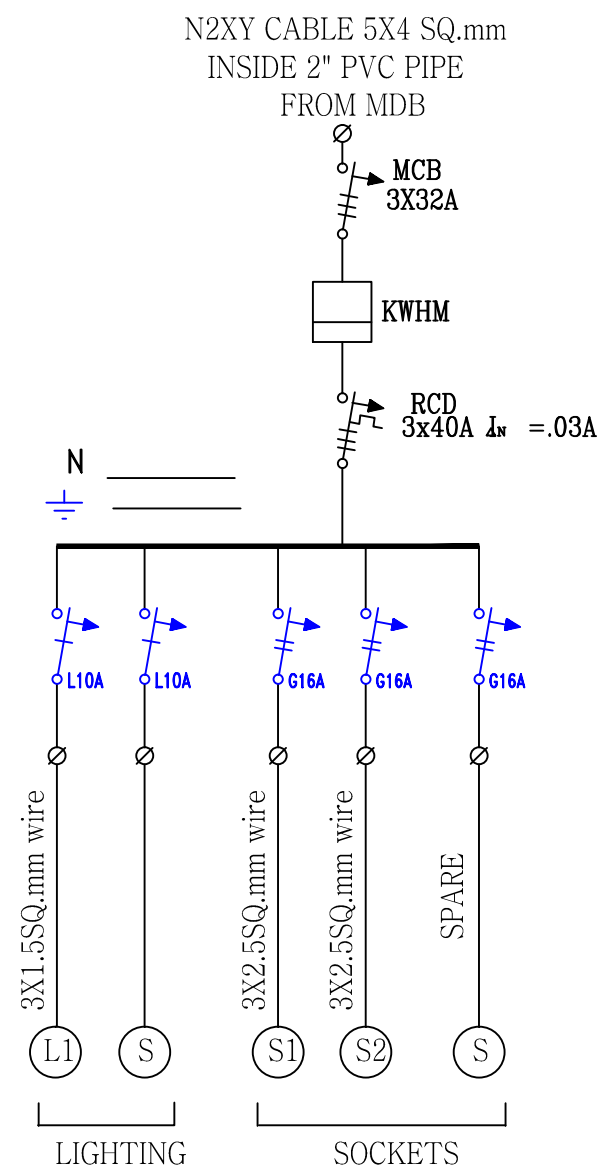 N2XY CABLE 5X4 SQ.mm
INSIDE 2" PVC PIPE
FROM MDB
MCB
3X32A
KWHM
RCD
3x40A IN =.03A
N
L10A
L10A
G16A
G16A
G16A
3X1.5SQ.mm wire
3X2.5SQ.mm wire
3X2.5SQ.mm wire
SPARE
L1
S
S1
S2
S
LIGHTING
SOCKETS